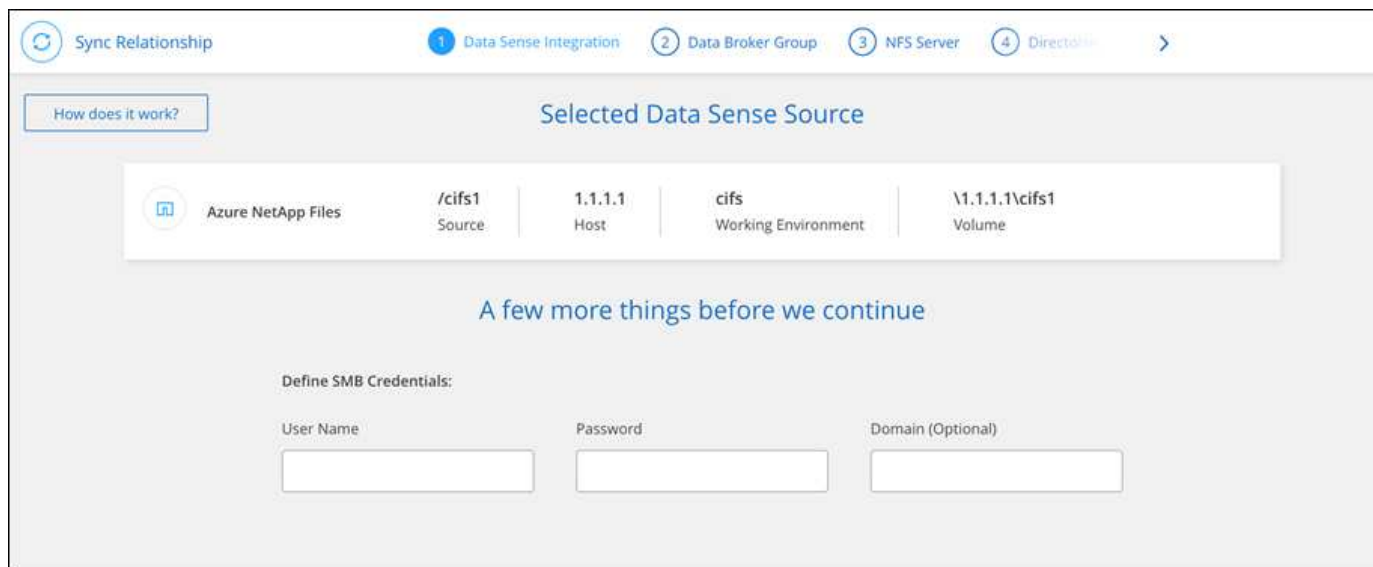 Sync Relationship
1 Data Sense Integration 2 Data Broker Group 3 NFS Server 4
How does it work?
Selected Data Sense Source
Azure NetApp Files
/cifs1 1.1.1.1 cifs \1.1.1.1\cifs1
Source Host Working Environment Volume
A few more things before we continue
Define SMB Credentials:
User Name Password Domain (Optional)